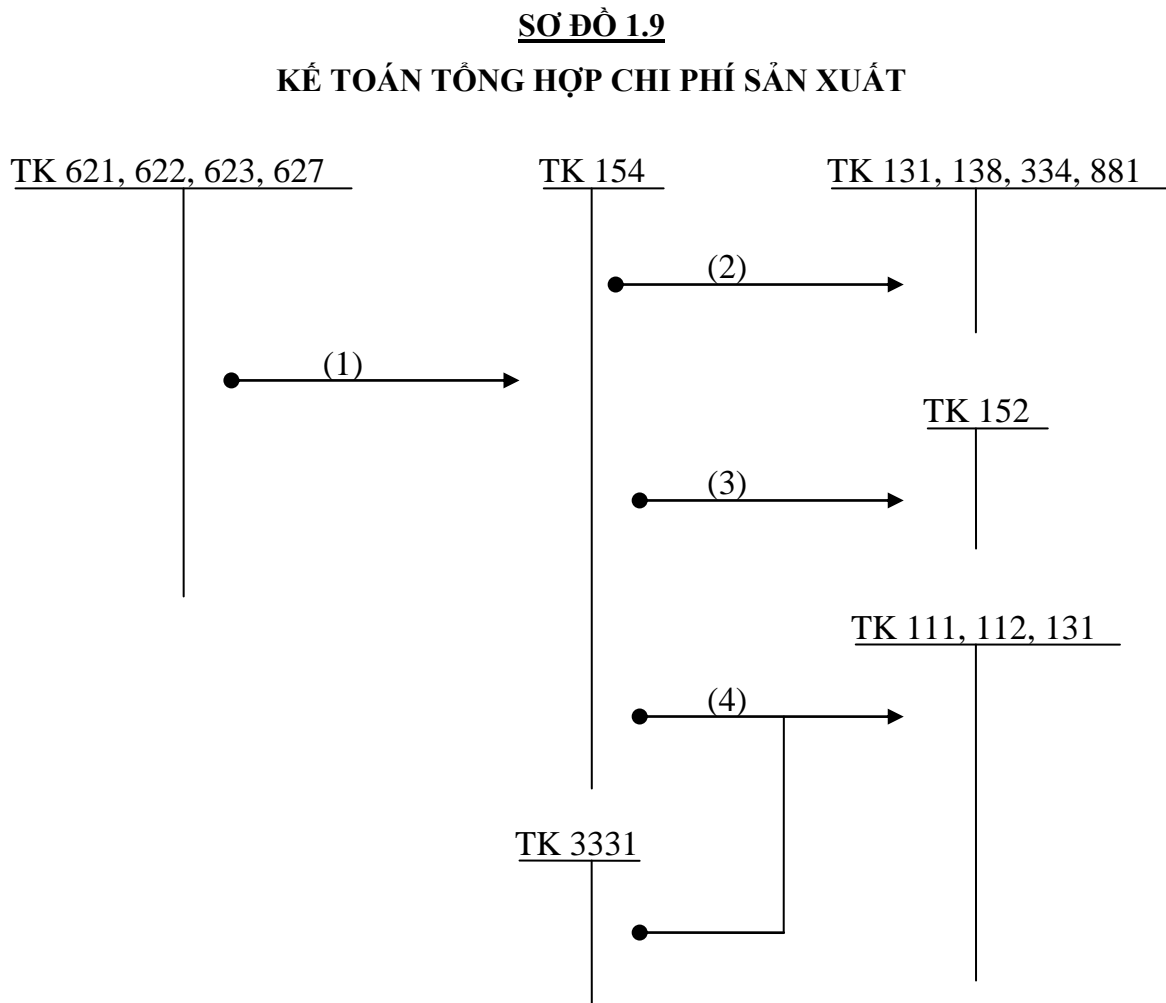 SƠ ĐỒ 1.9
KẾ TOÁN TỔNG HỢP CHI PHÍ SẢN XUẤT
TK 621, 622, 623, 627
TK 154
TK 131, 138, 334, 881
(2)
(1)
TK 152
(3)
TK 111, 112, 131
(4)
TK 3331